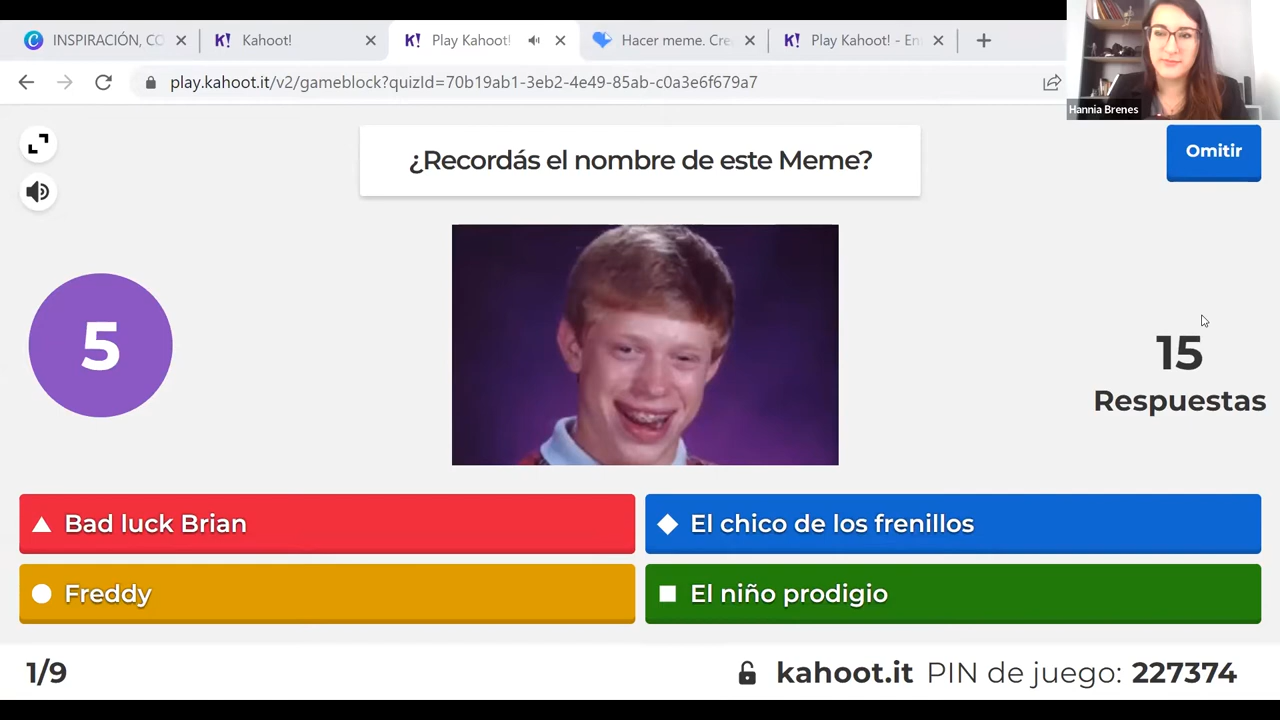 INSPIRACIÓN, CO
Kahoot!
Play Kahoot!
Hacer meme. Cre
Play Kahoot! - En
play.kahoot.it/v2/gameblock?quizId=70b19ab1-3eb2-4e49-85ab-c0a3e6f679a7
Hannia Brenes
¿Recordás el nombre de este Meme?
Omitir
5
15
Respuestas
Bad luck Brian
El chico de los frenillos
Freddy
El niño prodigio
1/9
kahoot.it PIN de juego: 227374